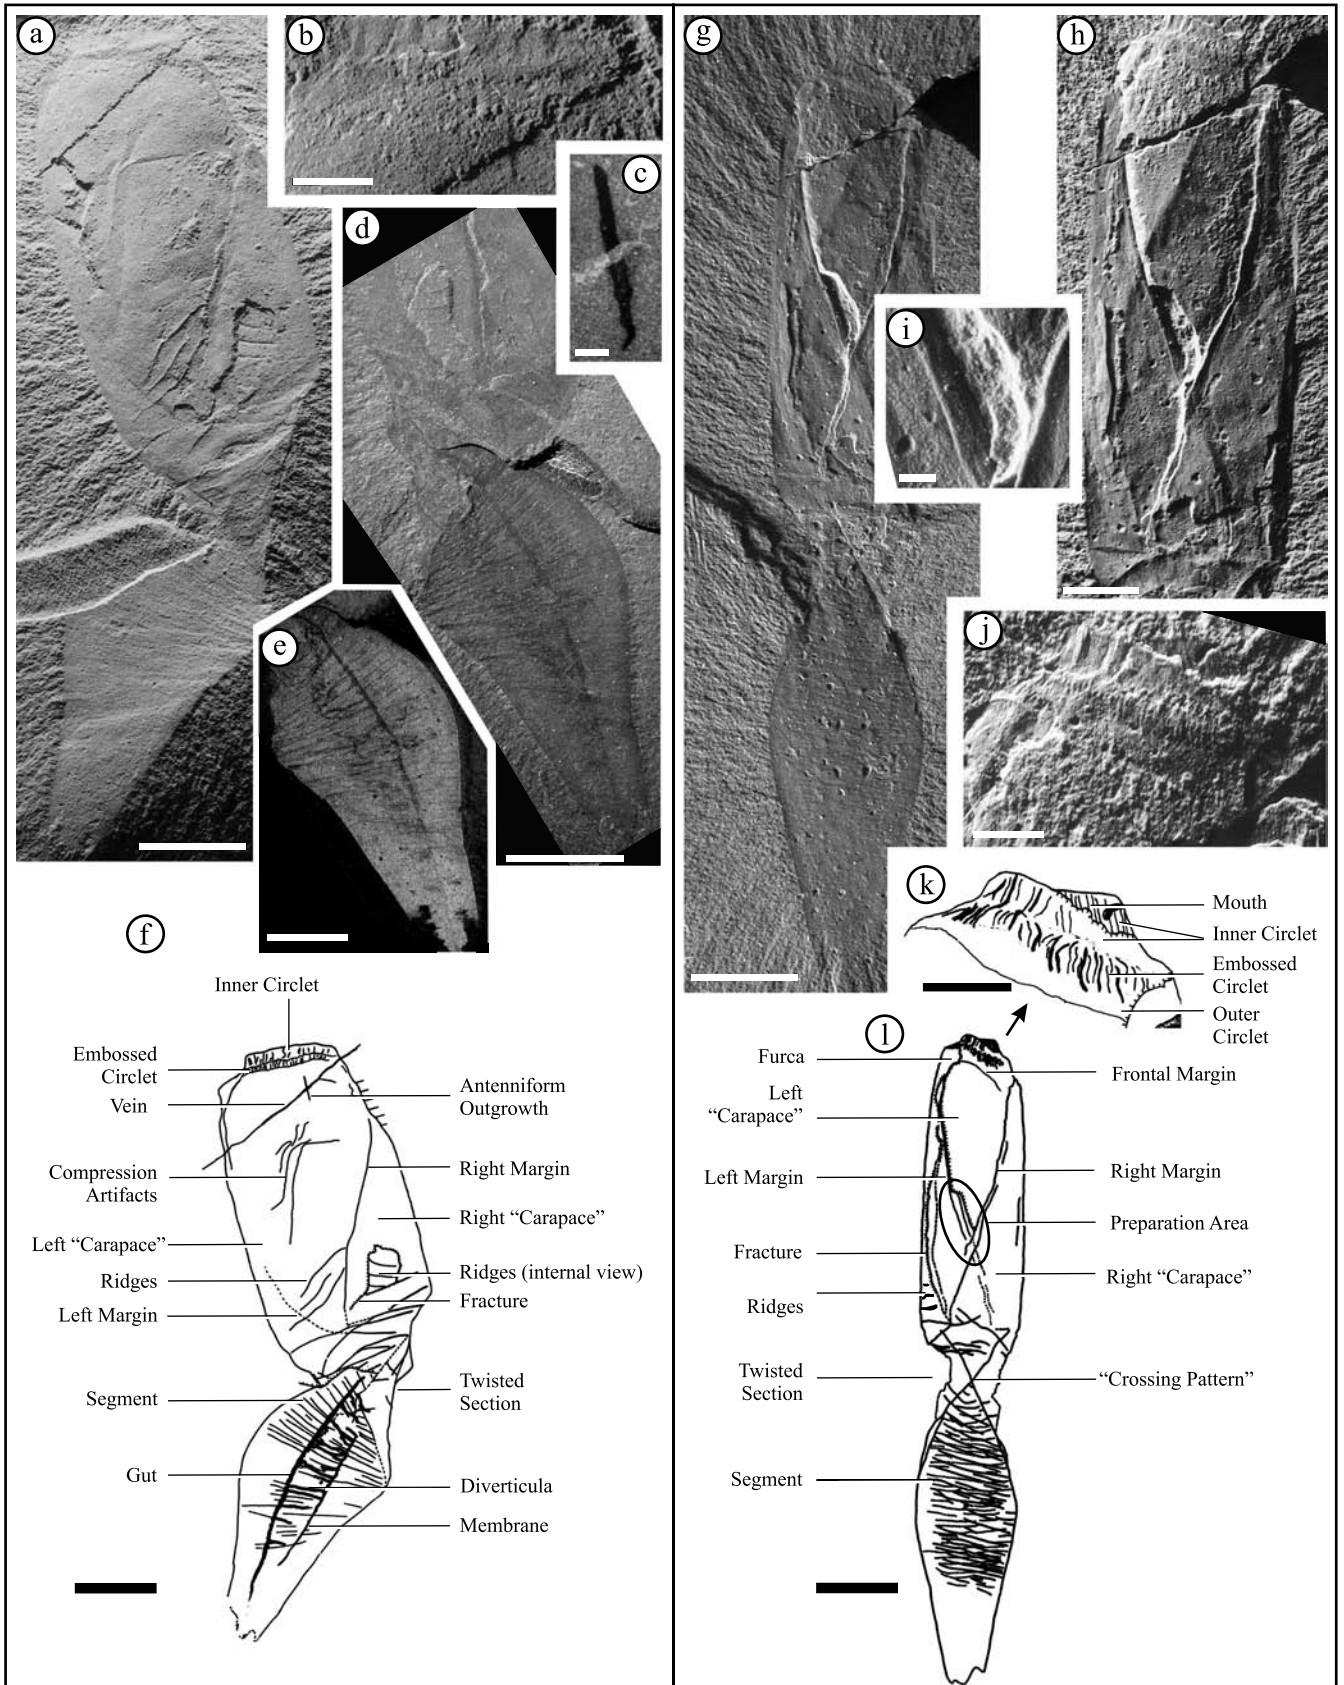 a
b
c
d
e
f
Inner Circlet
Embossed
Circlet
Vein
Antenniform
Outgrowth
Compression
Artifacts
Right Margin
Left “Carapace”
Right “Carapace”
Ridges
Ridges (internal view)
Left Margin
Fracture
Segment
Twisted
Section
Gut
Diverticula
Membrane
g
h
i
j
k
Mouth
Inner Circlet
Embossed
Circlet
Outer
Circlet
l
Furca
Frontal Margin
Left
“Carapace”
Left Margin
Right Margin
Preparation Area
Fracture
Right “Carapace”
Ridges
Twisted
Section
“Crossing Pattern”
Segment